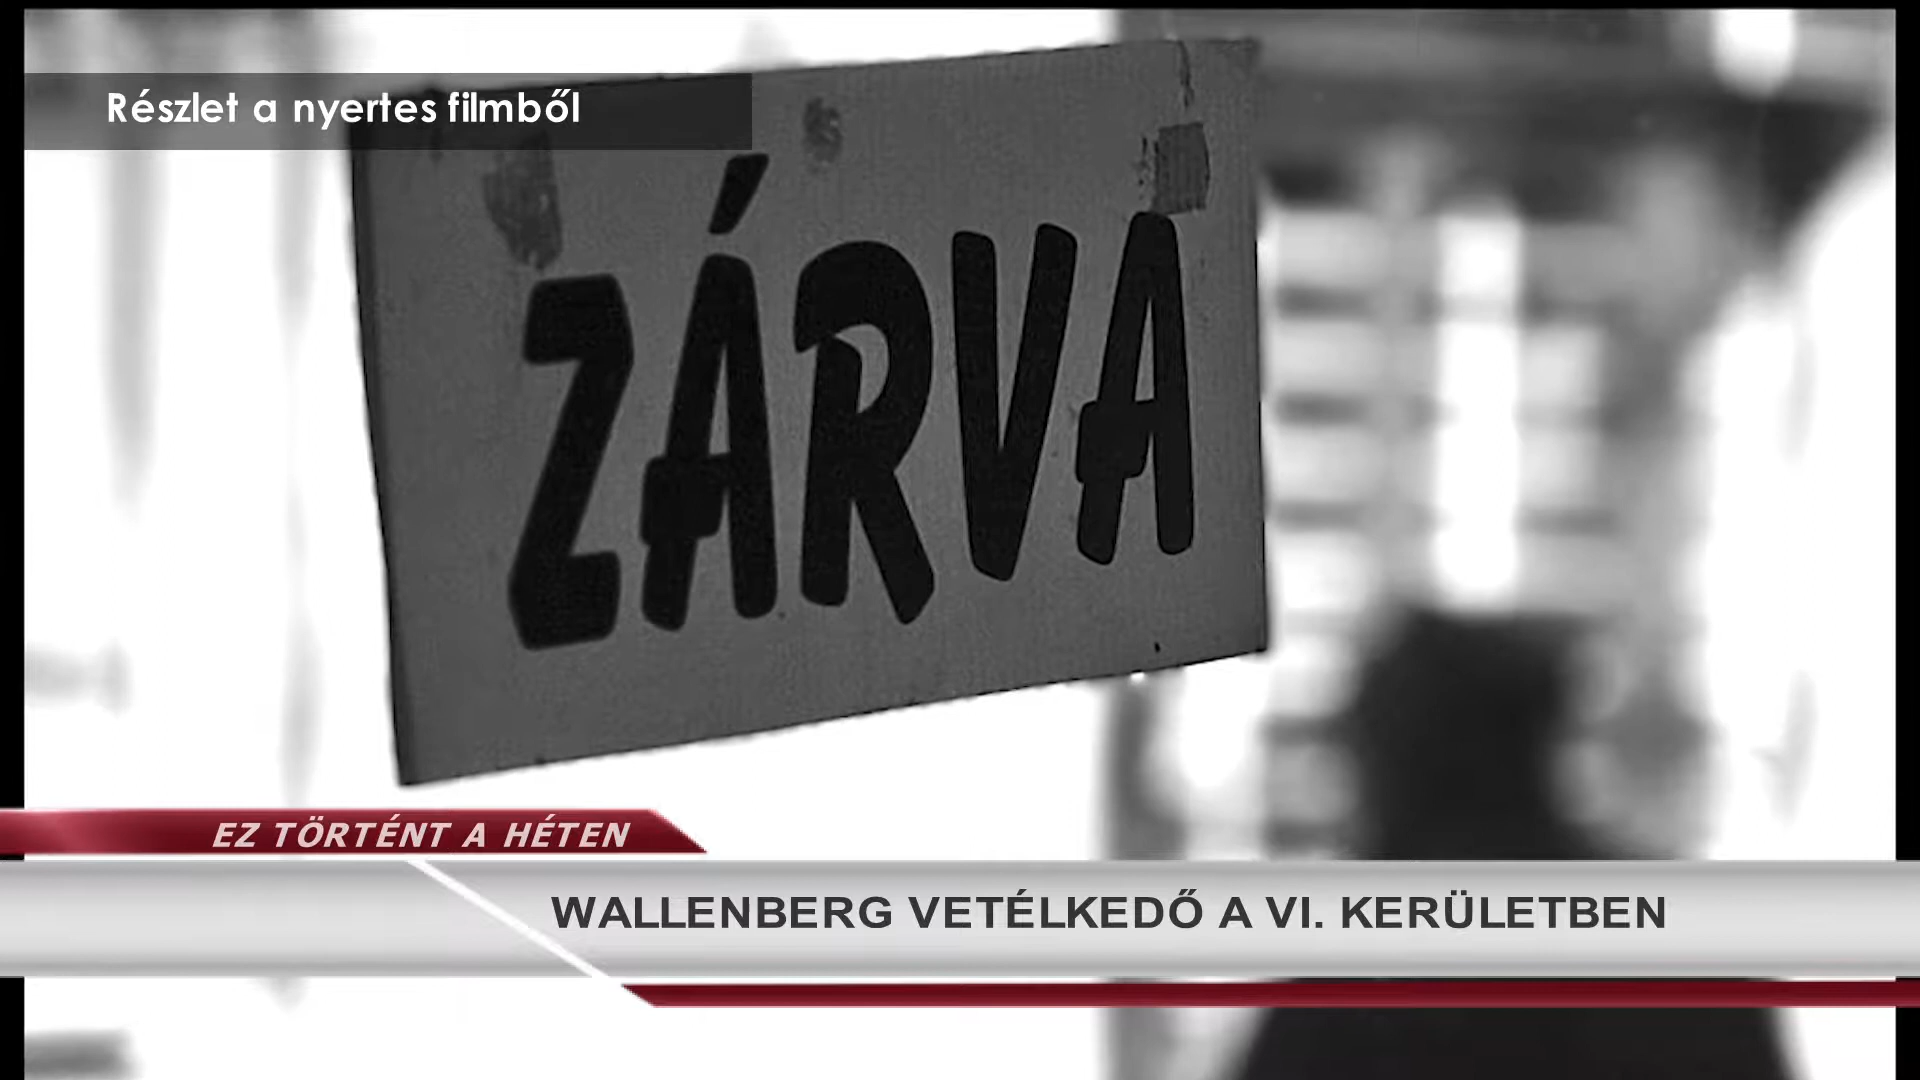 Részlet a nyertes filmből
ZÁRVA
EZ TÖRTÉNT A HÉTEN
WALLENBERG VETÉLKEDŐ A VI. KERÜLETBEN